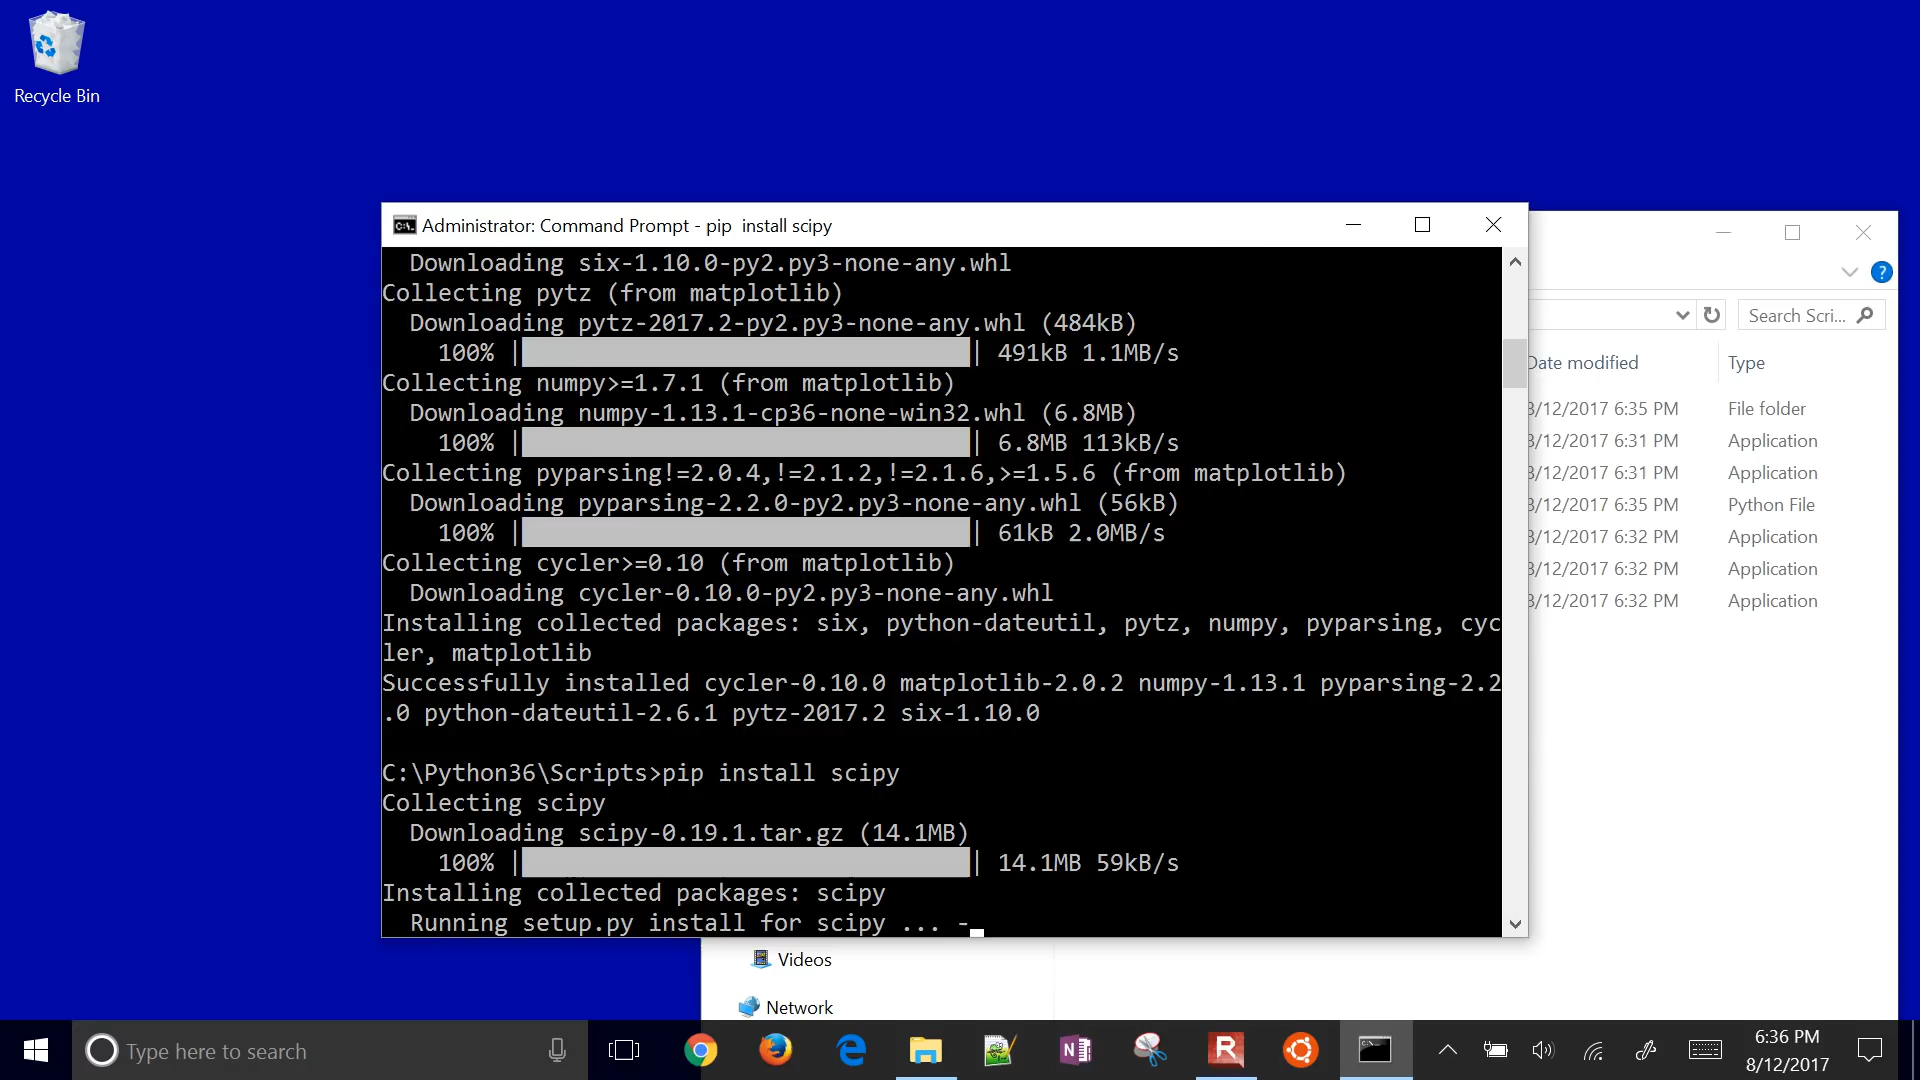 Recycle Bin
Administrator: Command Prompt - pip  install scipy
  Downloading six-1.10.0-py2.py3-none-any.whl
Collecting pytz (from matplotlib)
  Downloading pytz-2017.2-py2.py3-none-any.whl (484kB)
    100% || 491kB 1.1MB/s
Collecting numpy>=1.7.1 (from matplotlib)
  Downloading numpy-1.13.1-cp36-none-win32.whl (6.8MB)
    100% || 6.8MB 113kB/s
Collecting pyparsing!=2.0.4,!=2.1.2,!=2.1.6,>=1.5.6 (from matplotlib)
  Downloading pyparsing-2.2.0-py2.py3-none-any.whl (56kB)
    100% || 61kB 2.0MB/s
Collecting cycler>=0.10 (from matplotlib)
  Downloading cycler-0.10.0-py2.py3-none-any.whl
Installing collected packages: six, python-dateutil, pytz, numpy, pyparsing, cyc
ler, matplotlib
Successfully installed cycler-0.10.0 matplotlib-2.0.2 numpy-1.13.1 pyparsing-2.2
.0 python-dateutil-2.6.1 pytz-2017.2 six-1.10.0
C:\Python36\Scripts>pip install scipy
Collecting scipy
  Downloading scipy-0.19.1.tar.gz (14.1MB)
    100% || 14.1MB 59kB/s
Installing collected packages: scipy
  Running setup.py install for scipy ... -
Search Scri...
Date modified Type
8/12/2017 6:35 PM File folder
8/12/2017 6:31 PM Application
8/12/2017 6:31 PM Application
8/12/2017 6:35 PM Python File
8/12/2017 6:32 PM Application
8/12/2017 6:32 PM Application
8/12/2017 6:32 PM Application
Videos
Network
Type here to search
6:36 PM
8/12/2017